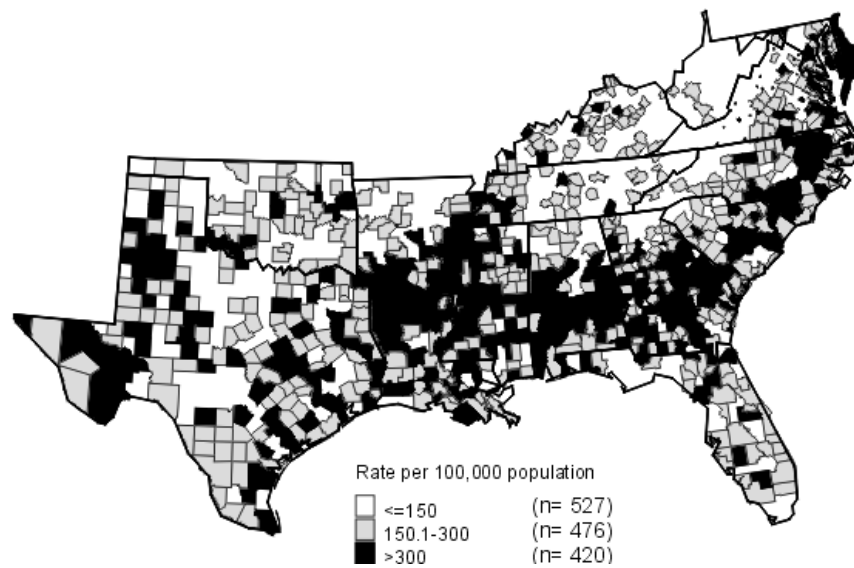 Rate per 100,000 population
<=150 (n= 527)
150.1-300 (n= 476)
>300 (n= 420)